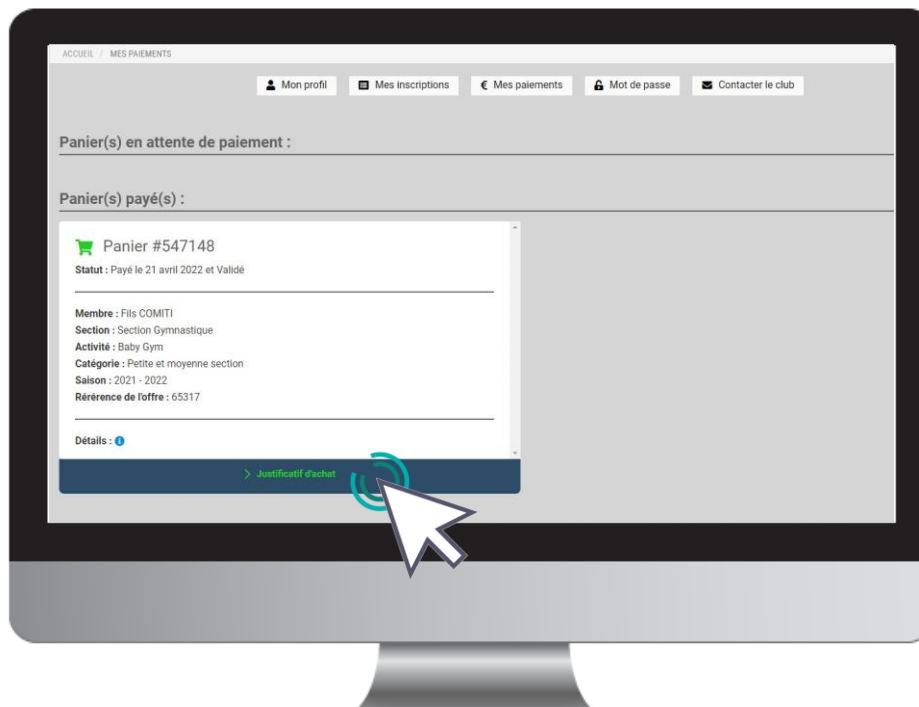 ACCUEIL / MES PAIEMENTS
Mon profil Mes inscriptions € Mes paiements Mot de passe Contacter le club
Panier(s) en attente de paiement :
Panier(s) payé(s) :
Panier #547148
Statut : Payé le 21 avril 2022 et Validé
Membre : Fils COMITI
Section : Section Gymnastique
Activité : Baby Gym
Catégorie : Petite et moyenne section
Saison : 2021 - 2022
Rérérence de l'offre : 65317
Détails :
> Justificatif d'achat